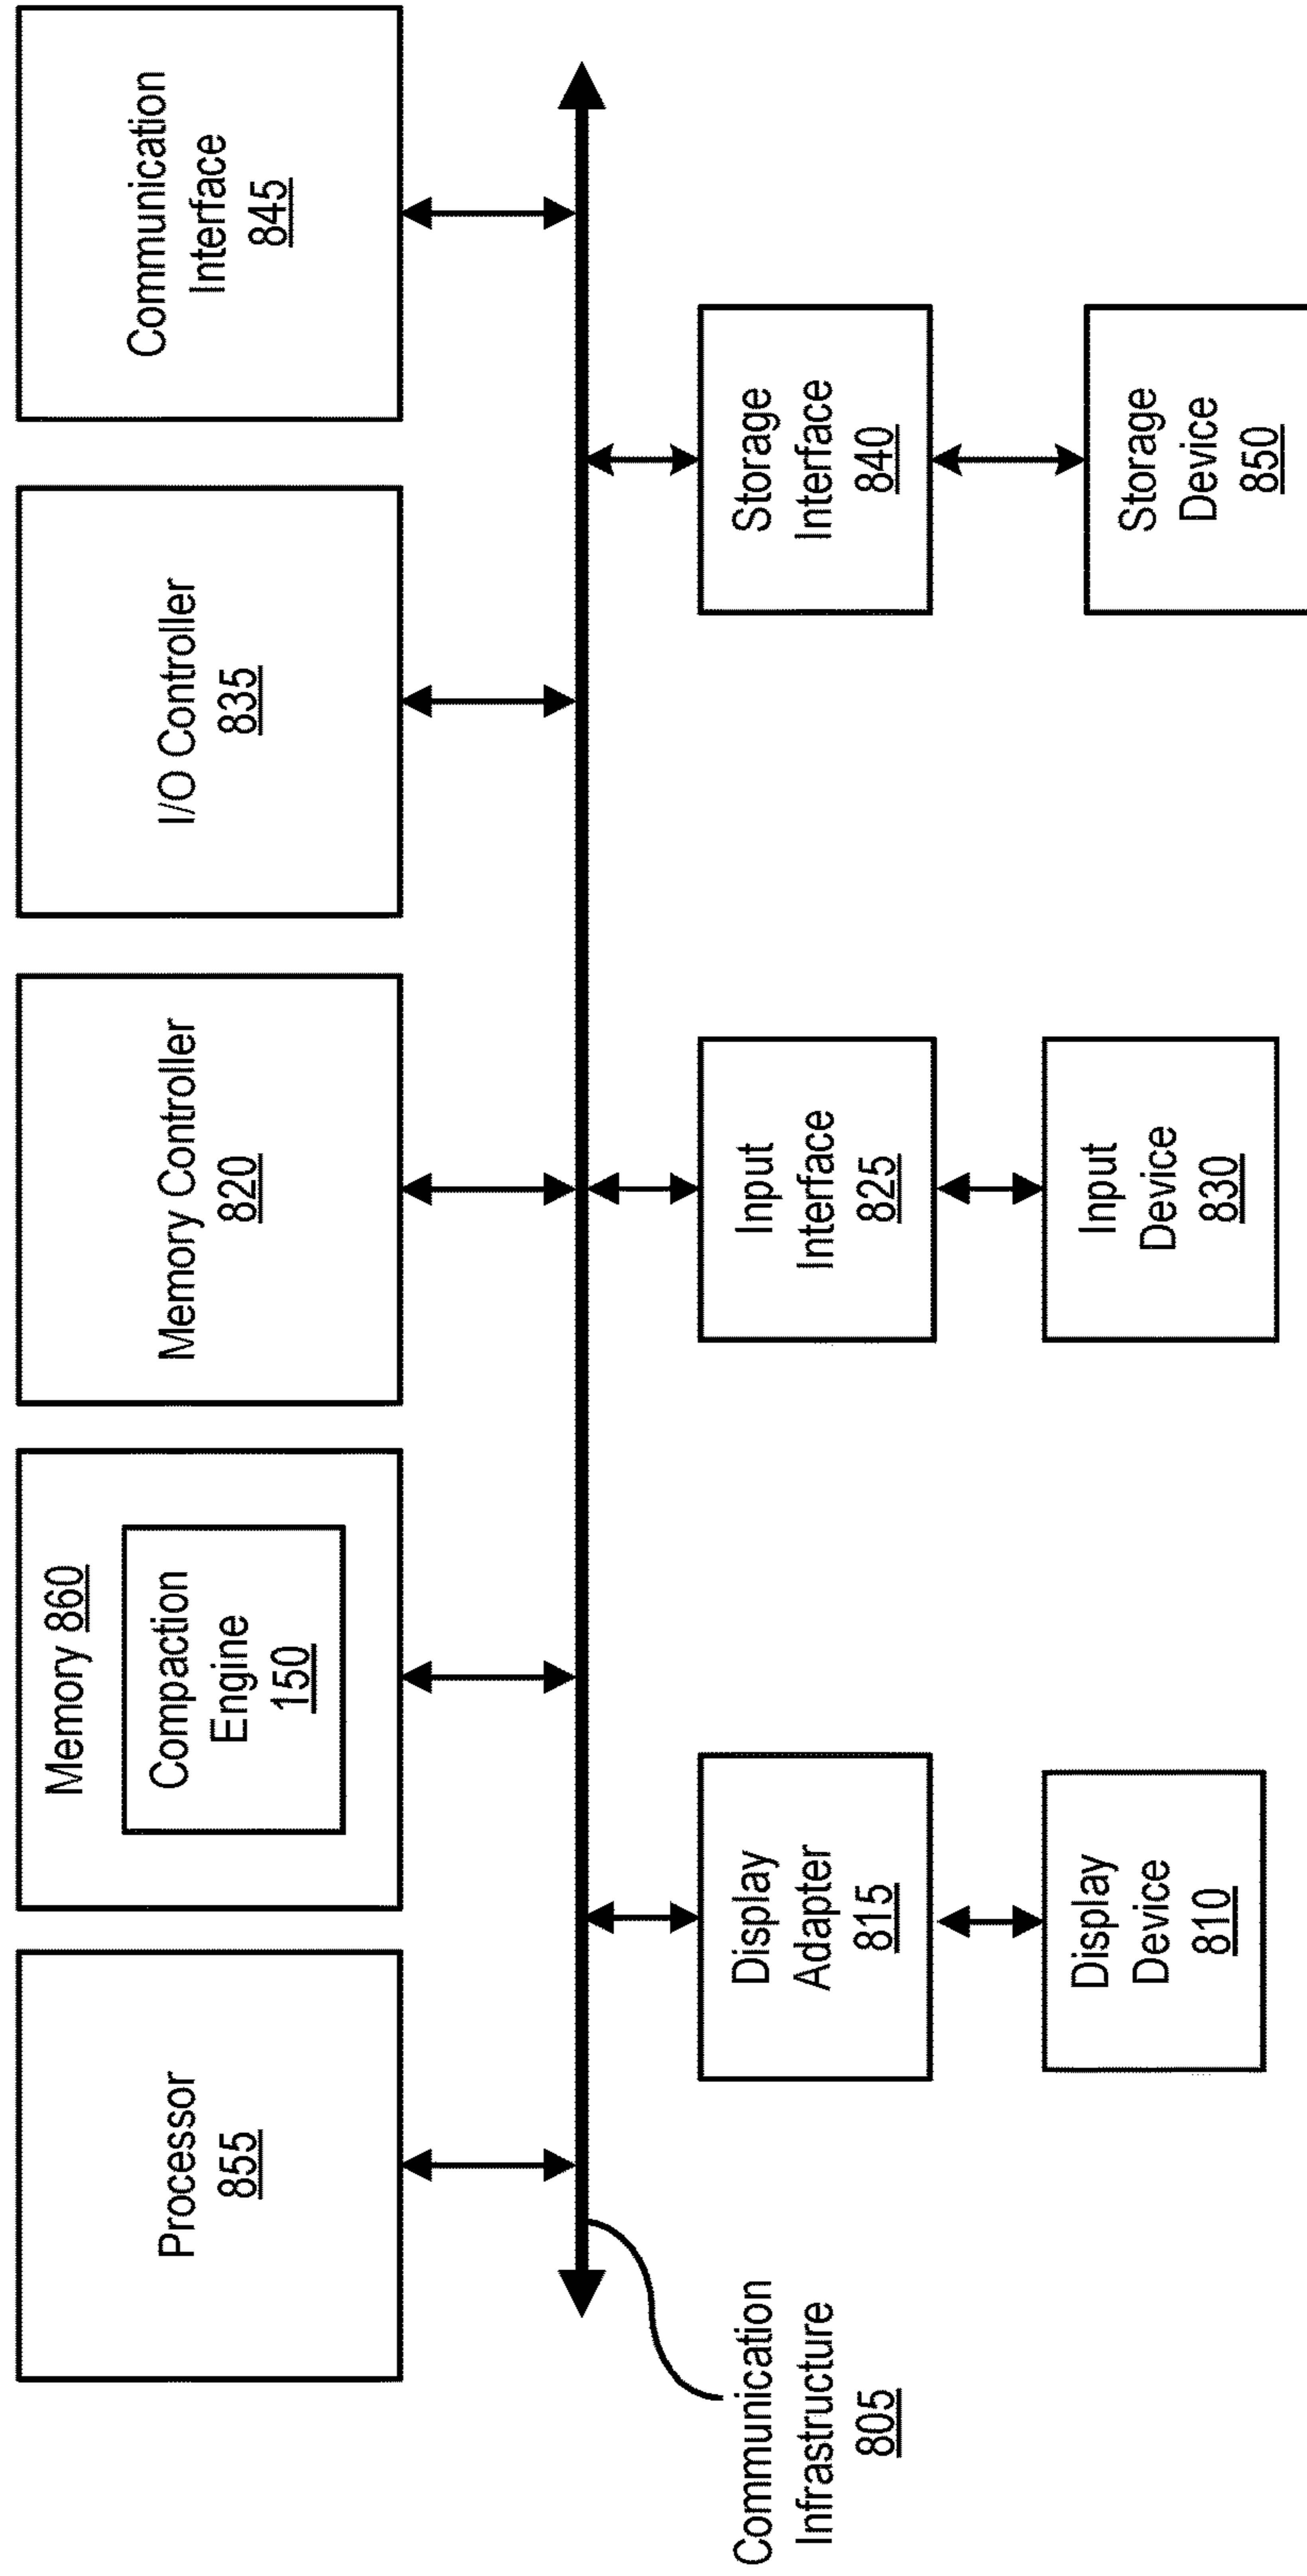 Processor
855
Memory 860
Compaction
Engine
150
Memory Controller
820
I/O Controller
835
Communication
Interface
845
Communication
Infrastructure
805
Display
Adapter
815
Input
Interface
825
Storage
Interface
840
Display
Device
810
Input
Device
830
Storage
Device
850